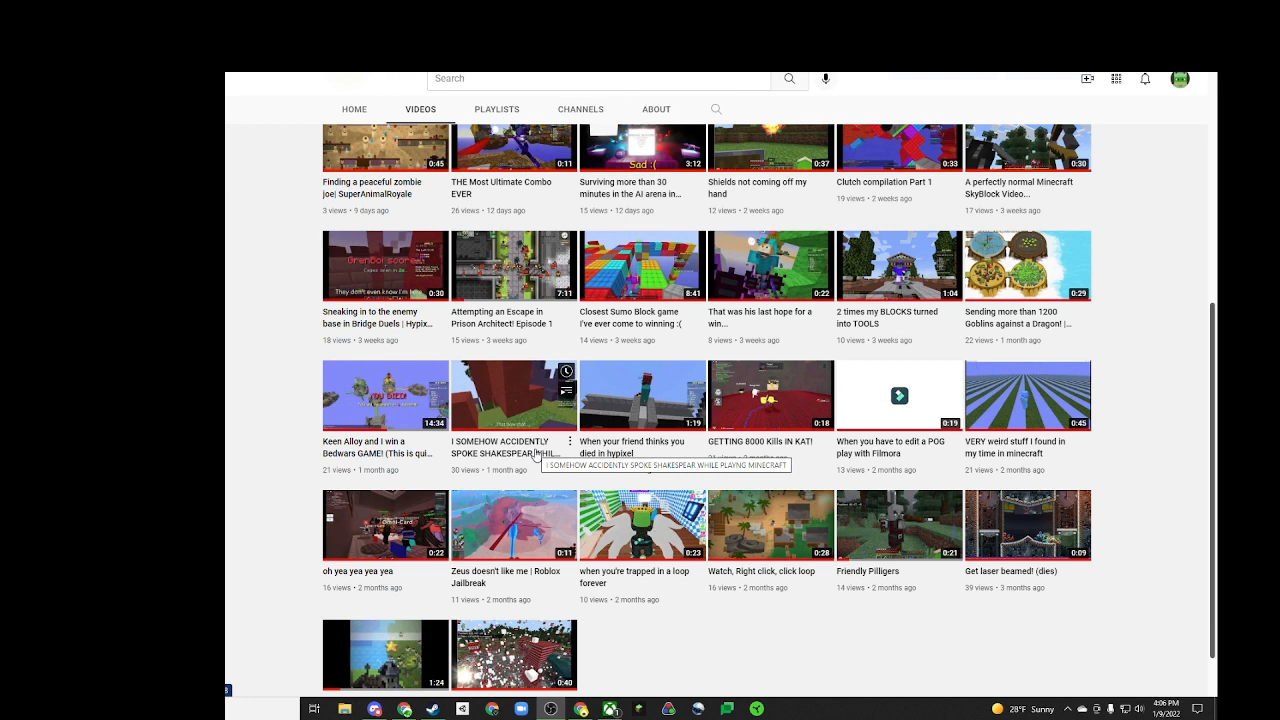 Search
HOME VIDEOS PLAYLISTS CHANNELS ABOUT
0:45 0:11 Sad :( 3:12 0:37 0:33 0:30
Finding a peaceful zombie THE Most Ultimate Combo Surviving more than 30 Shields not coming off my Clutch compilation Part 1 A perfectly normal Minecraft
joe| SuperAnimalRoyale EVER minutes in the AI arena in... hand 19 views • 2 weeks ago SkyBlock Video...
3 views • 9 days ago 26 views • 12 days ago 15 views • 12 days ago 12 views • 2 weeks ago 17 views • 3 weeks ago
GrenBoi_score
They don't even know I'm here
0:30 7:11 8:41 0:22 1:04 0:29
Sneaking in to the enemy Attempting an Escape in Closest Sumo Block game That was his last hope for a 2 times my BLOCKS turned Sending more than 1200
base in Bridge Duels | Hypix... Prison Architect! Episode 1 I've ever come to winning :( win... into TOOLS Goblins against a Dragon! |...
18 views • 3 weeks ago 15 views • 3 weeks ago 14 views • 3 weeks ago 8 views • 3 weeks ago 10 views • 3 weeks ago 22 views • 1 month ago
YOU DIED!
14:34 1:19 0:18 0:19 0:45
Keen Alloy and I win a I SOMEHOW ACCIDENTLY When your friend thinks you GETTING 8000 Kills IN KAT! When you have to edit a POG VERY weird stuff I found in
Bedwars GAME! (This is qui... SPOKE SHAKESPEAR WHIL... died in hypixel play with Filmora my time in minecraft
I SOMEHOW ACCIDENTLY SPOKE SHAKESPEAR WHILE PLAYNG MINECRAFT
21 views • 1 month ago 30 views • 1 month ago 13 views • 2 months ago 21 views • 2 months ago
Omni-Card
0:22 0:11 0:23 0:28 0:21 0:09
oh yea yea yea yea Zeus doesn't like me | Roblox when you're trapped in a loop Watch, Right click, click loop Friendly Pilligers Get laser beamed! (dies)
16 views • 2 months ago Jailbreak forever 16 views • 2 months ago 14 views • 2 months ago 39 views • 3 months ago
11 views • 2 months ago 10 views • 2 months ago
1:24 0:40
8
28°F Sunny
4:06 PM
1/9/2022